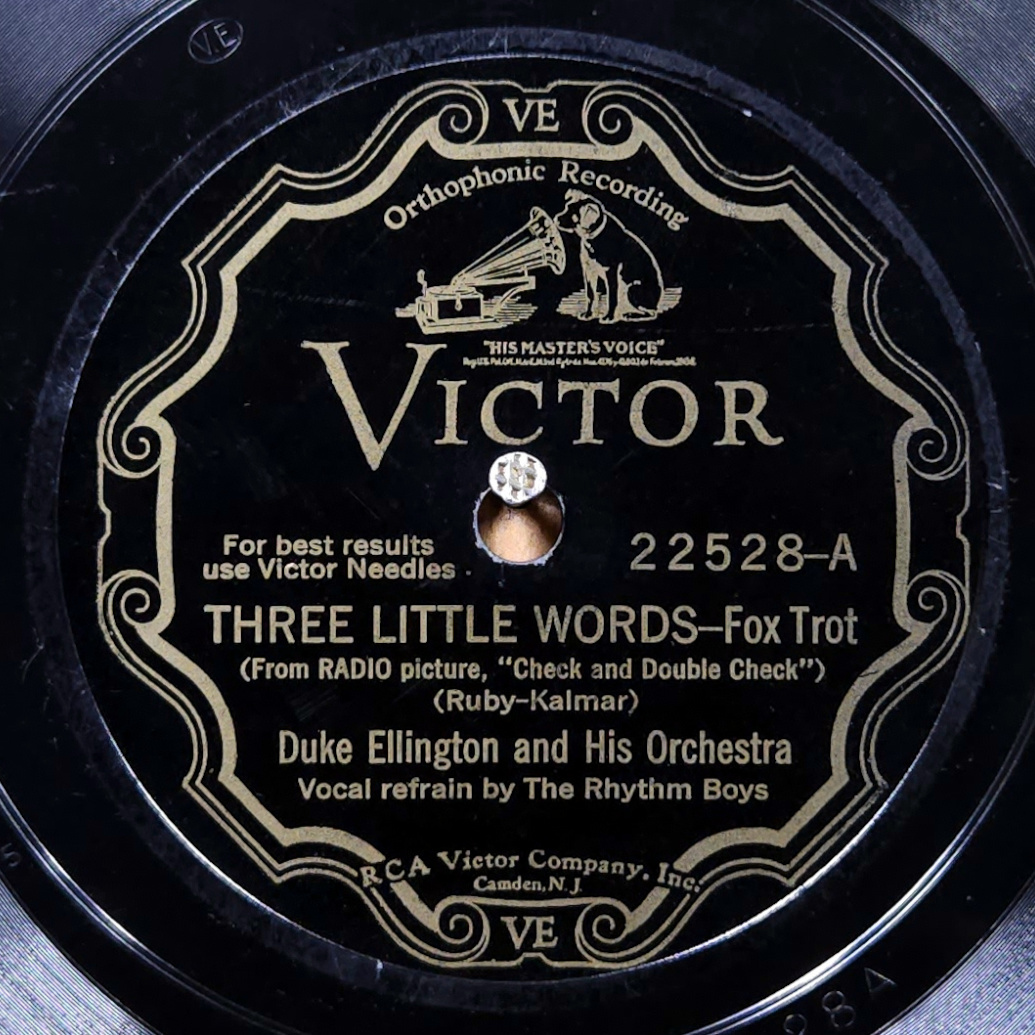 V.E
VE
Orthophonic Recording
"HIS MASTER'S VOICE"
VICTOR
For best results
use Victor Needles
22528–A
THREE LITTLE WORDS–Fox Trot
(From RADIO picture, "Check and Double Check")
(Ruby–Kalmar)
Duke Ellington and His Orchestra
Vocal refrain by The Rhythm Boys
RCA Victor Company, Inc.
Camden, N. J.
VE
8 A